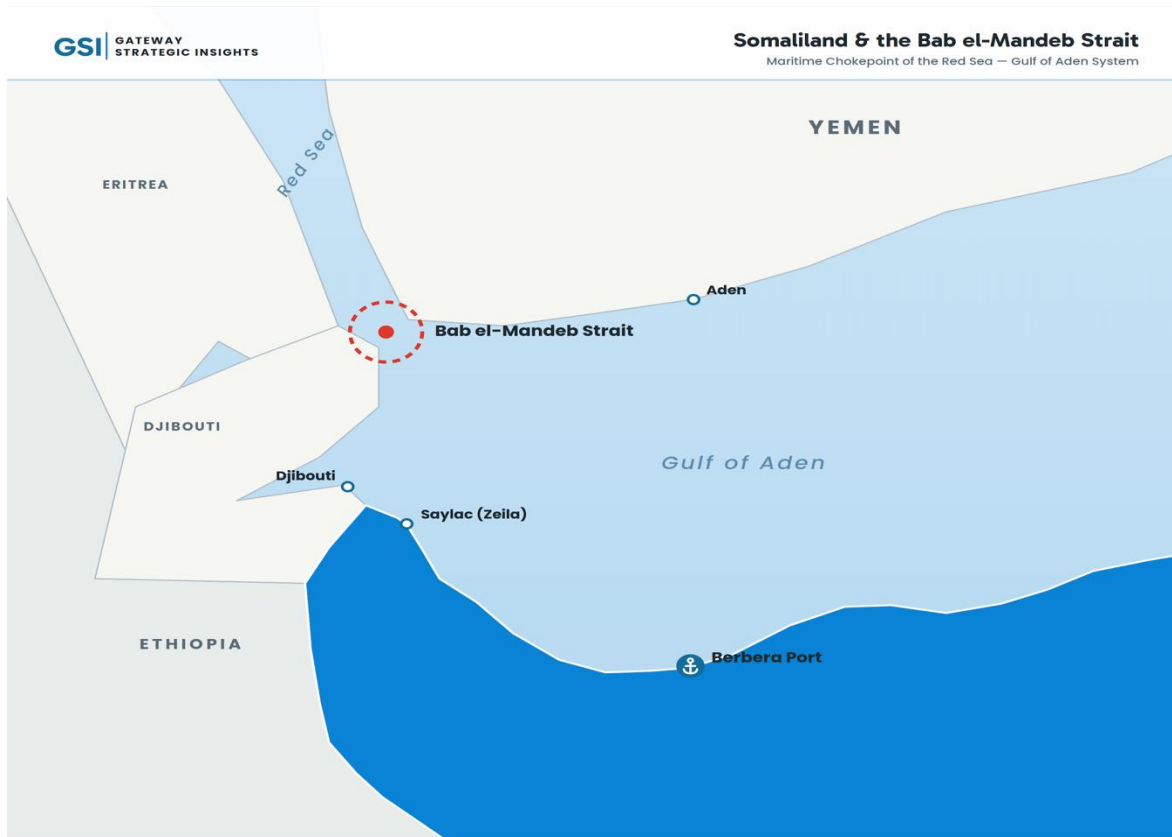 GSI
GATEWAY
STRATEGIC INSIGHTS
Somaliland & the Bab el-Mandeb Strait
Maritime Chokepoint of the Red Sea — Gulf of Aden System
YEMEN
Red Sea
ERITREA
Aden
Bab el-Mandeb Strait
DJIBOUTI
Gulf of Aden
Djibouti
Saylac (Zeila)
ETHIOPIA
Berbera Port